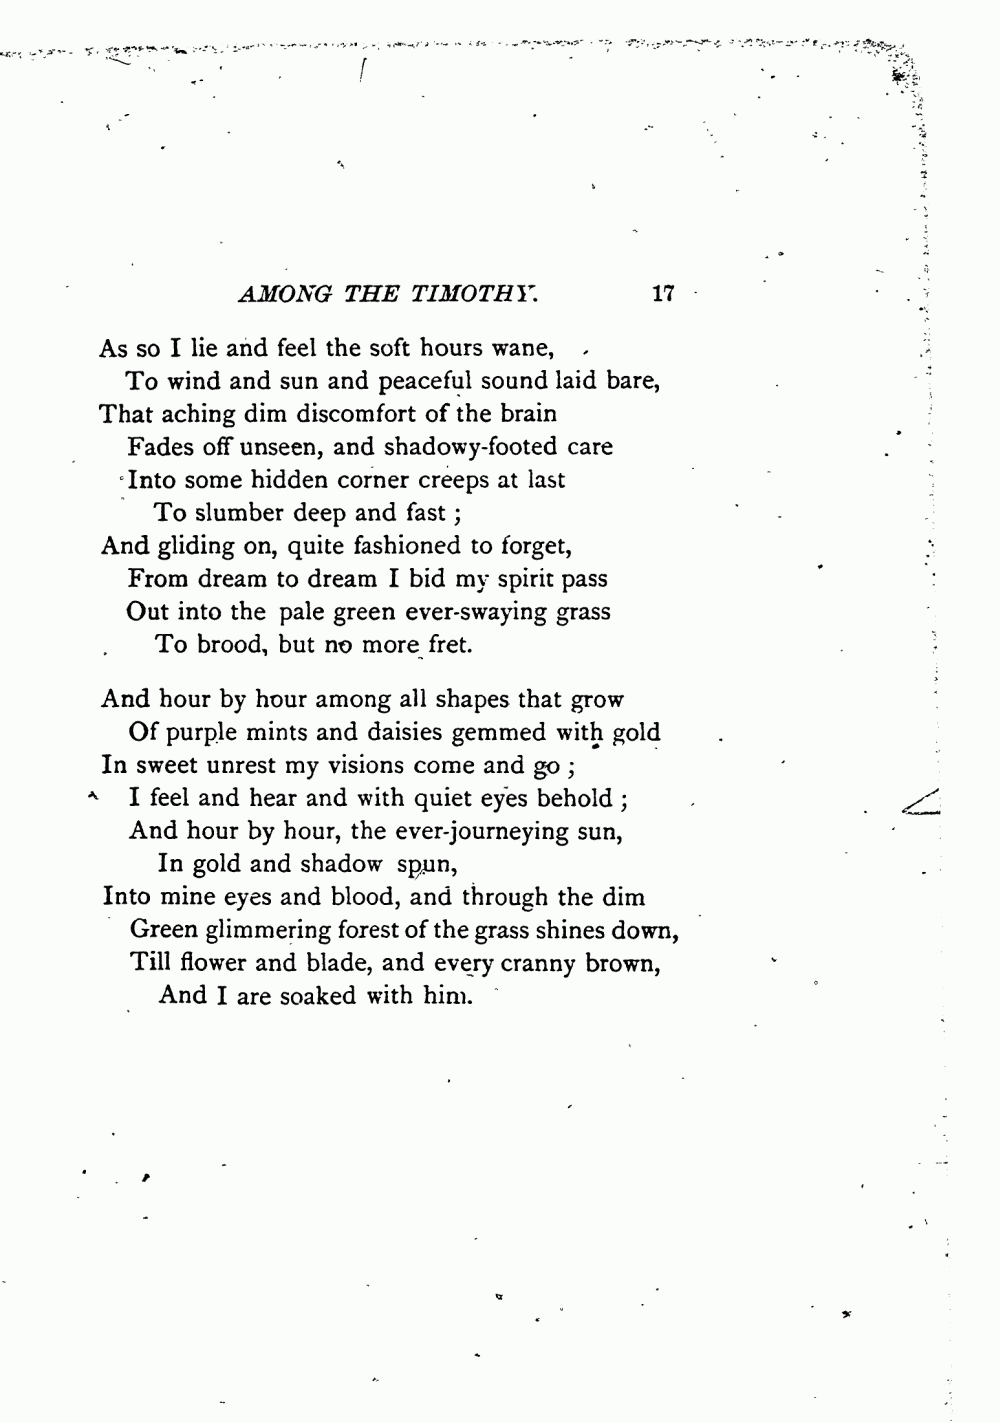 AMONG THE TIMOTHY. 17
As so I lie and feel the soft hours wane,
To wind and sun and peaceful sound laid bare,
That aching dim discomfort of the brain
Fades off unseen, and shadowy-footed care
Into some hidden corner creeps at last
To slumber deep and fast ;
And gliding on, quite fashioned to forget,
From dream to dream I bid my spirit pass
Out into the pale green ever-swaying grass
To brood, but no more fret.
And hour by hour among all shapes that grow
Of purple mints and daisies gemmed with gold
In sweet unrest my visions come and go ;
I feel and hear and with quiet eyes behold ;
And hour by hour, the ever-journeying sun,
In gold and shadow spun,
Into mine eyes and blood, and through the dim
Green glimmering forest of the grass shines down,
Till flower and blade, and every cranny brown,
And I are soaked with him.